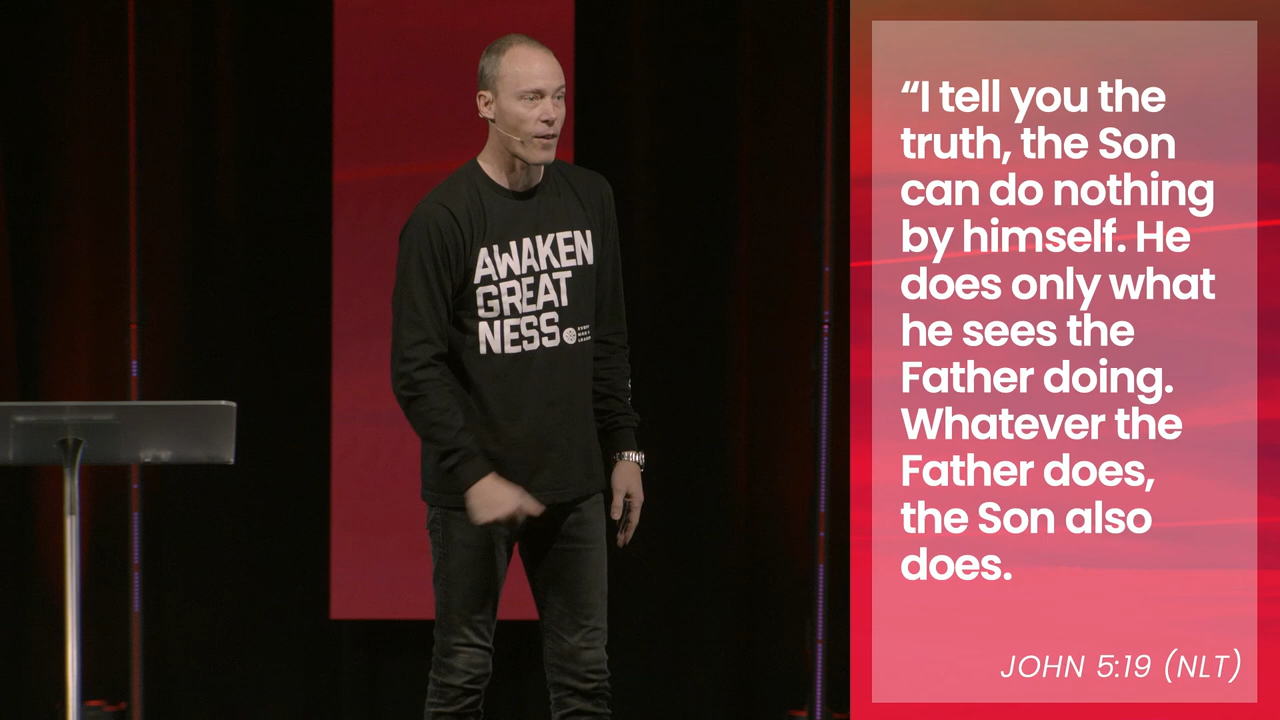 AWAKEN
GREAT
NESS
“I tell you the
truth, the Son
can do nothing
by himself. He
does only what
he sees the
Father doing.
Whatever the
Father does,
the Son also
does.
JOHN 5:19 (NLT)